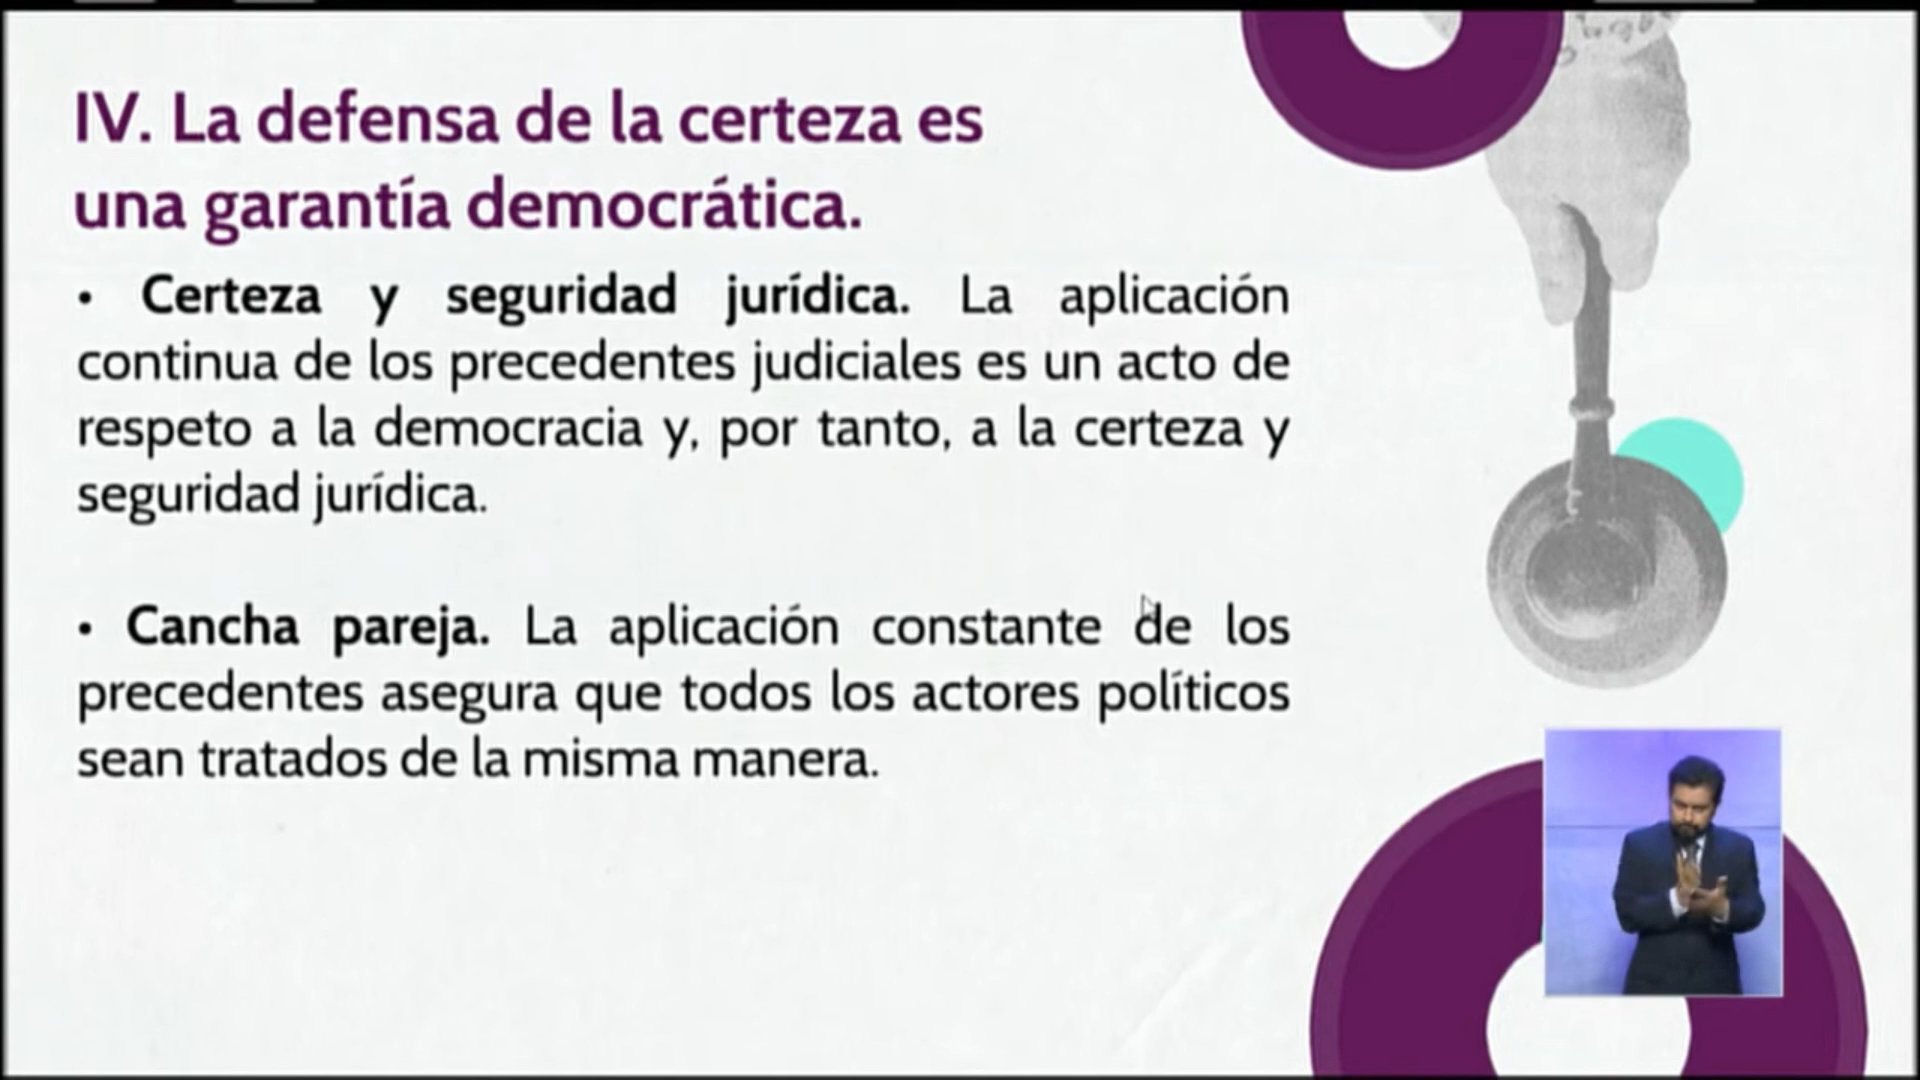 IV. La defensa de la certeza es
una garantía democrática.
• Certeza y seguridad jurídica. La aplicación
continua de los precedentes judiciales es un acto de
respeto a la democracia y, por tanto, a la certeza y
seguridad jurídica.
• Cancha pareja. La aplicación constante de los
precedentes asegura que todos los actores políticos
sean tratados de la misma manera.